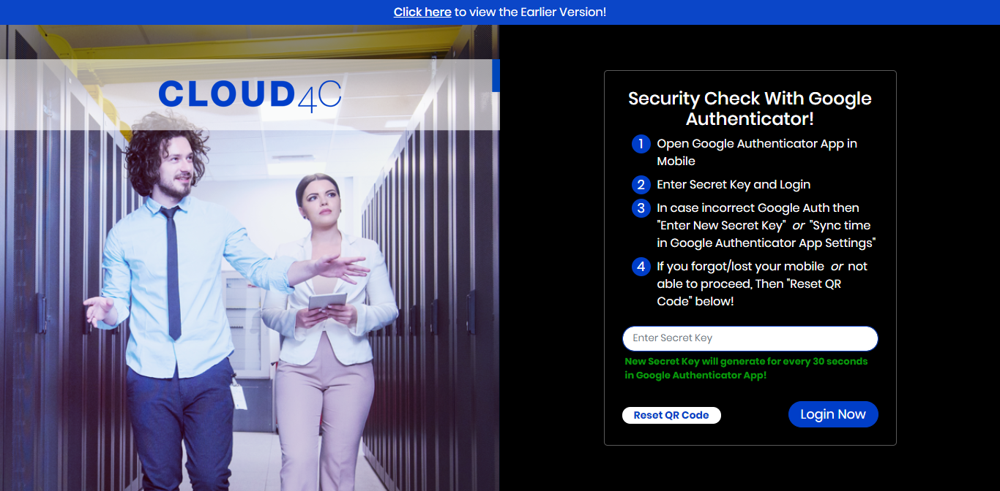 Click here to view the Earlier Version!
CLOUD4C
Security Check With Google
Authenticator!
1 Open Google Authenticator App in
Mobile
2 Enter Secret Key and Login
3 In case incorrect Google Auth then
"Enter New Secret Key" or "Sync time
in Google Authenticator App Settings"
4 If you forgot/lost your mobile or not
able to proceed, Then "Reset QR
Code" below!
Enter Secret Key
New Secret Key will generate for every 30 seconds
in Google Authenticator App!
Reset QR Code
Login Now